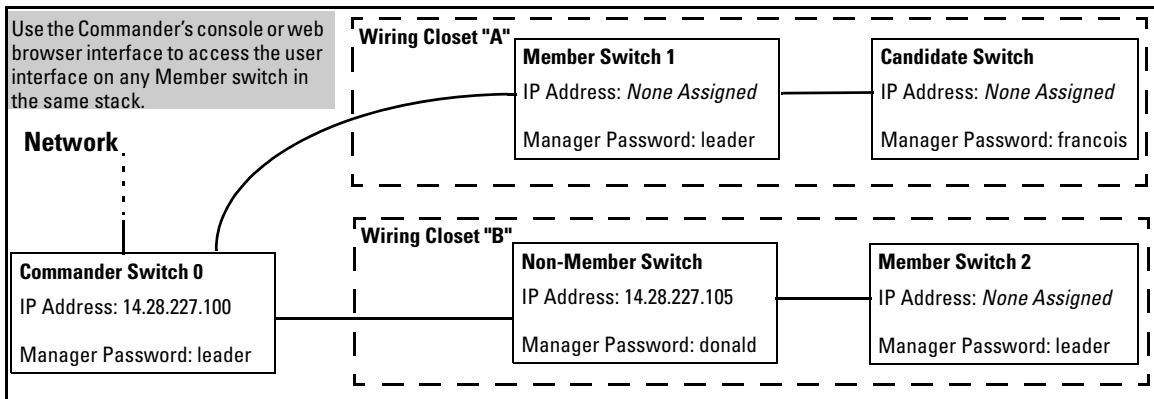 Use the Commander's console or web
browser interface to access the user
interface on any Member switch in
the same stack.
Network
Commander Switch 0
IP Address: 14.28.227.100
Manager Password: leader
Wiring Closet "A"
Member Switch 1
IP Address: None Assigned
Manager Password: leader
Candidate Switch
IP Address: None Assigned
Manager Password: francois
Wiring Closet "B"
Non-Member Switch
IP Address: 14.28.227.105
Manager Password: donald
Member Switch 2
IP Address: None Assigned
Manager Password: leader